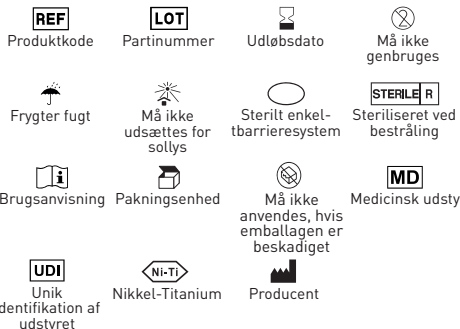 REF LOT
Produktkode Partinummer Udløbsdato Må ikke
genbruges
STERILE R
Frygter fugt Må ikke
udsættes for
sollys
Sterilt enkel-
tbarrieresystem
Steriliseret ved
bestråling
MD
Brugsanvisning Pakningsenhed Må ikke
anvendes, hvis
emballagen er
beskadiget
Medicinsk udsty
UDI Ni-Ti
Unik
dentifikation af
udstyret
Nikkel-Titanium Producent